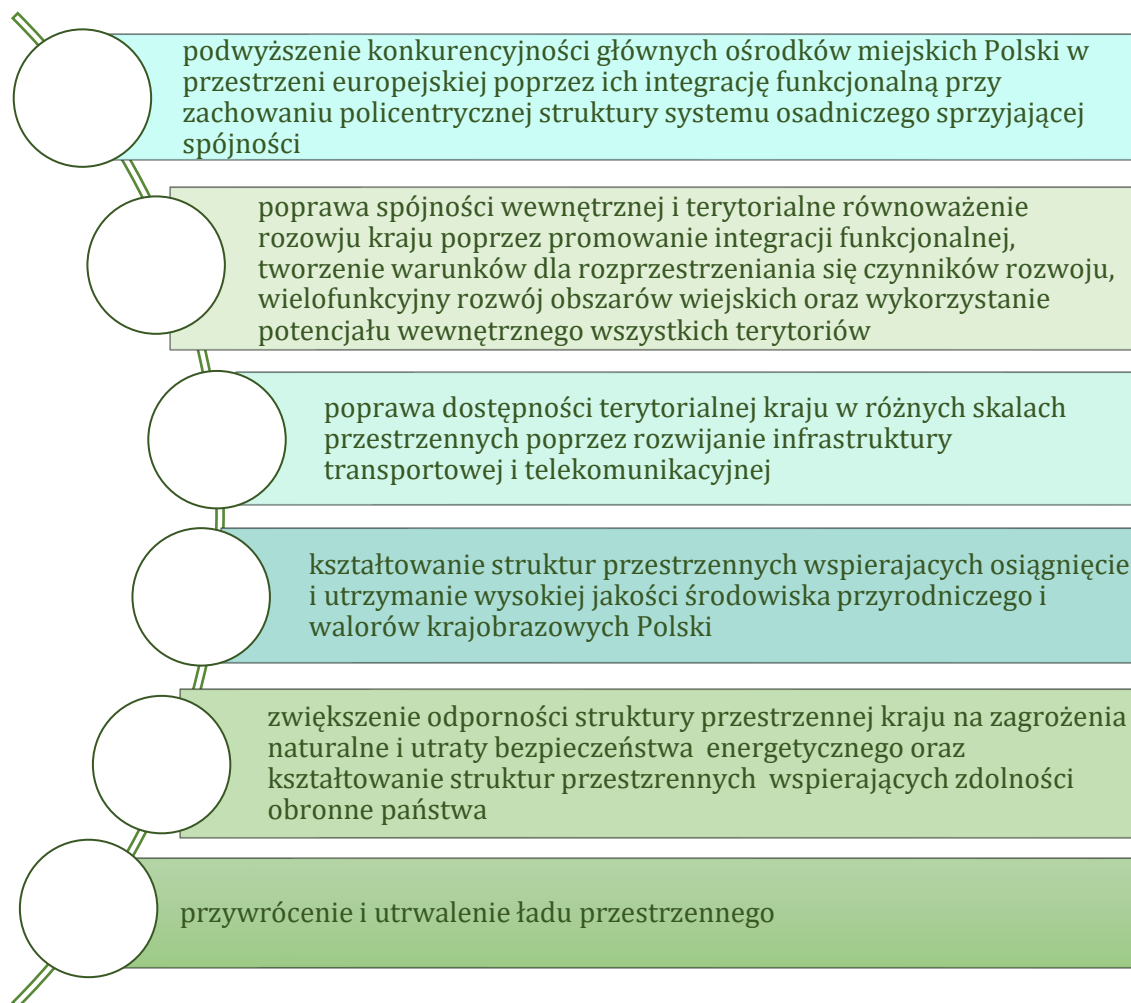 podwyższenie konkurencyjności głównych ośrodków miejskich Polski w
przestrzeni europejskiej poprzez ich integrację funkcjonalną przy
zachowaniu policentrycznej struktury systemu osadniczego sprzyjającej
spójności
poprawa spójności wewnętrznej i terytorialne równoważenie
rozowju kraju poprzez promowanie integracji funkcjonalnej,
tworzenie warunków dla rozprzestrzeniania się czynników rozwoju,
wielofunkcyjny rozwój obszarów wiejskich oraz wykorzystanie
potencjału wewnętrznego wszystkich terytoriów
poprawa dostępności terytorialnej kraju w różnych skalach
przestrzennych poprzez rozwijanie infrastruktury
transportowej i telekomunikacyjnej
kształtowanie struktur przestrzennych wspierajacych osiągnięcie
i utrzymanie wysokiej jakości środowiska przyrodniczego i
walorów krajobrazowych Polski
zwiększenie odporności struktury przestrzennej kraju na zagrożenia
naturalne i utraty bezpieczeństwa energetycznego oraz
kształtowanie struktur przestzrennych wspierających zdolności
obronne państwa
przywrócenie i utrwalenie ładu przestrzennego